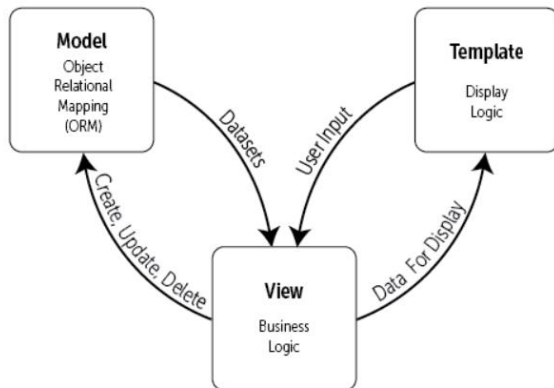 Model
Object
Relational
Mapping
(ORM)
Template
Display
Logic
Datasets
User Input
Create, Update, Delete
Data For Display
View
Business
Logic